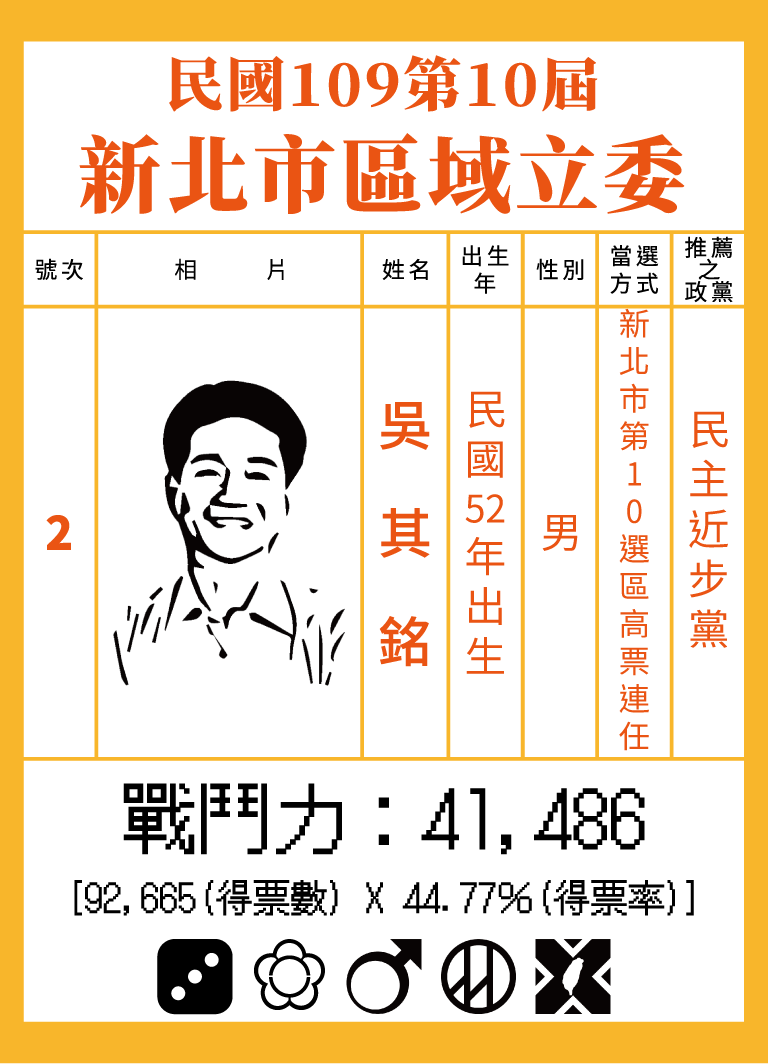 民國109第10屆
新北市區域立委
號次
相 片
姓名
出生
年
性別
當選
方式
推薦
之
政黨
2
吳其銘
民國52年出生
男
新北市第10選區高票連任
民主近步黨
戰鬥力：41,486
[92,665(得票數) X 44.77%(得票率)]